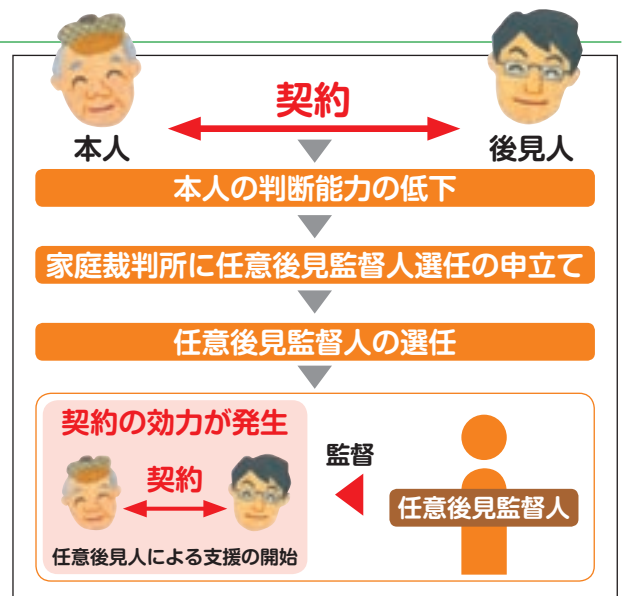 契約
本人
後見人
本人の判断能力の低下
家庭裁判所に任意後見監督人選任の申立て
任意後見監督人の選任
契約の効力が発生
契約
任意後見人による支援の開始
監督
任意後見監督人